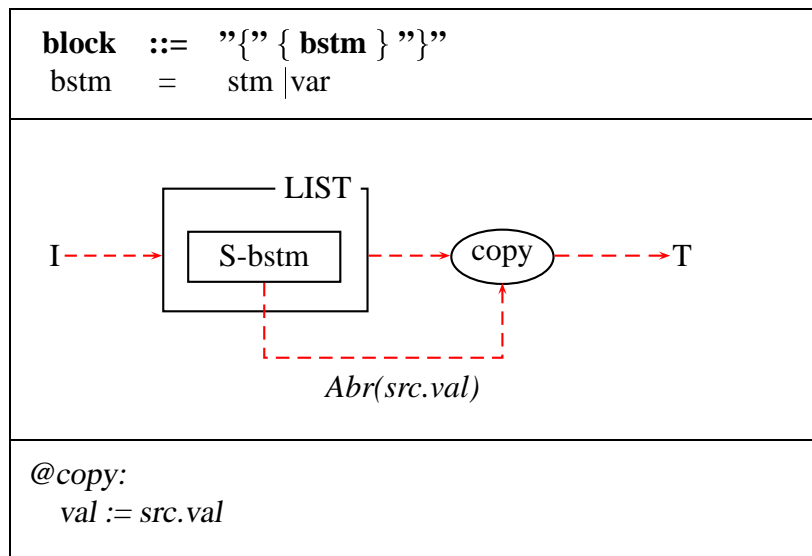 block ::= ”{” { bstm } ”}”
bstm = stm |var
LIST
I S-bstm copy T
Abr(src.val)
@copy:
val := src.val